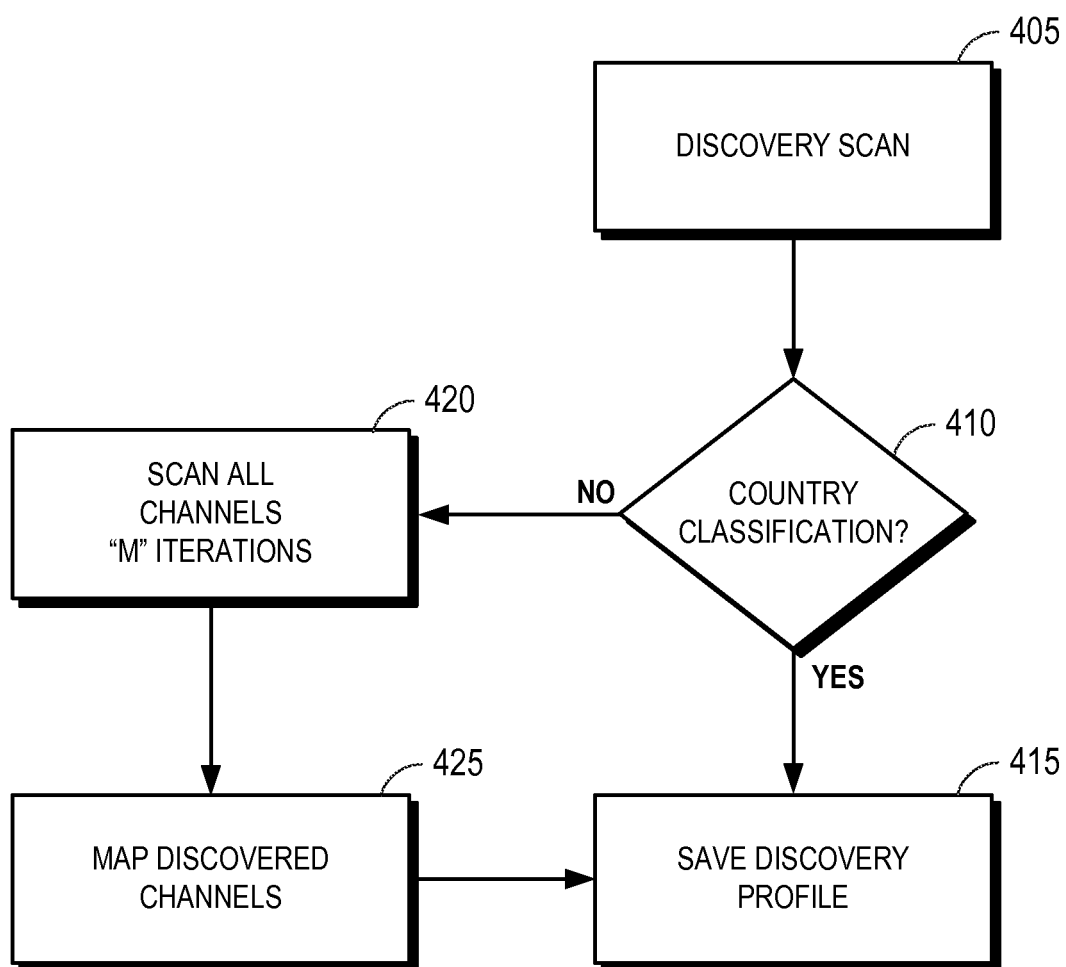 405
DISCOVERY SCAN
410
COUNTRY
CLASSIFICATION?
NO
YES
420
SCAN ALL
CHANNELS
“M” ITERATIONS
425
MAP DISCOVERED
CHANNELS
415
SAVE DISCOVERY
PROFILE